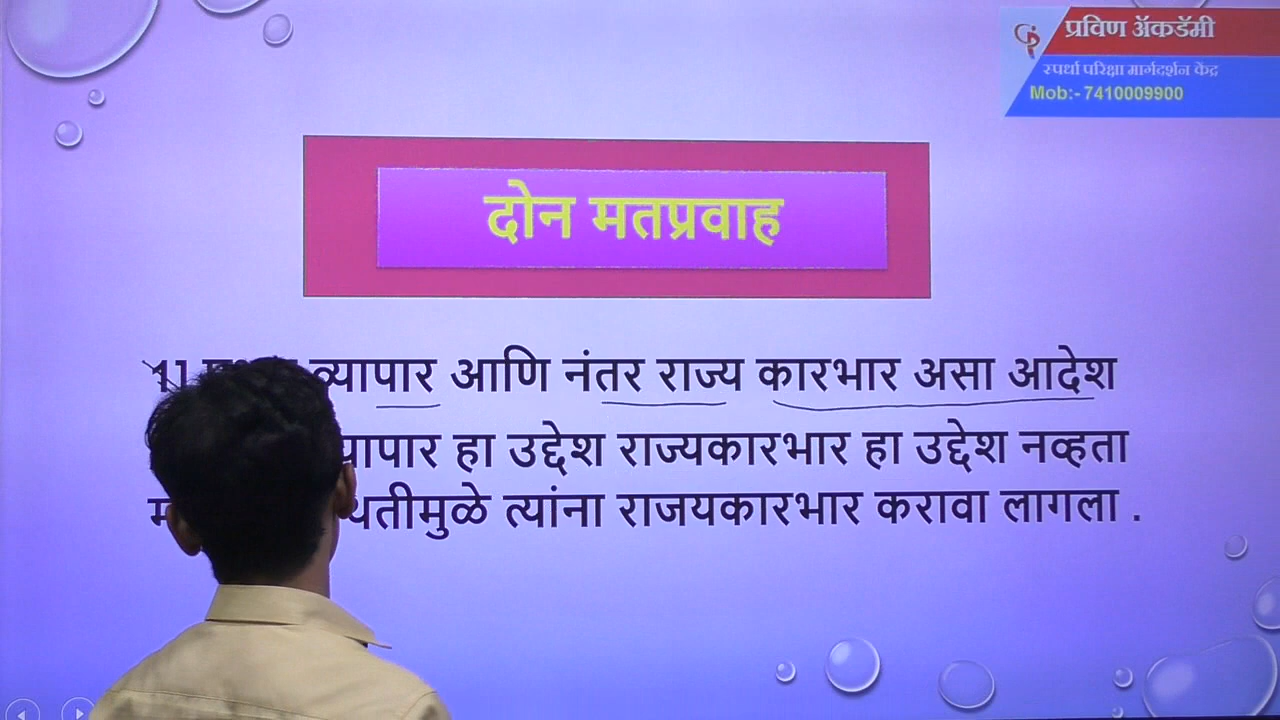 प्रविण ॲकडॅमी
स्पर्धा परिक्षा मार्गदर्शन केंद्र
Mob:- 7410009900
दोन मतप्रवाह
1] व्यापार आणि नंतर राज्य कारभार असा आदेश
हा उद्देश राज्यकारभार हा उद्देश नव्हता
त्यांना राजयकारभार करावा लागला .